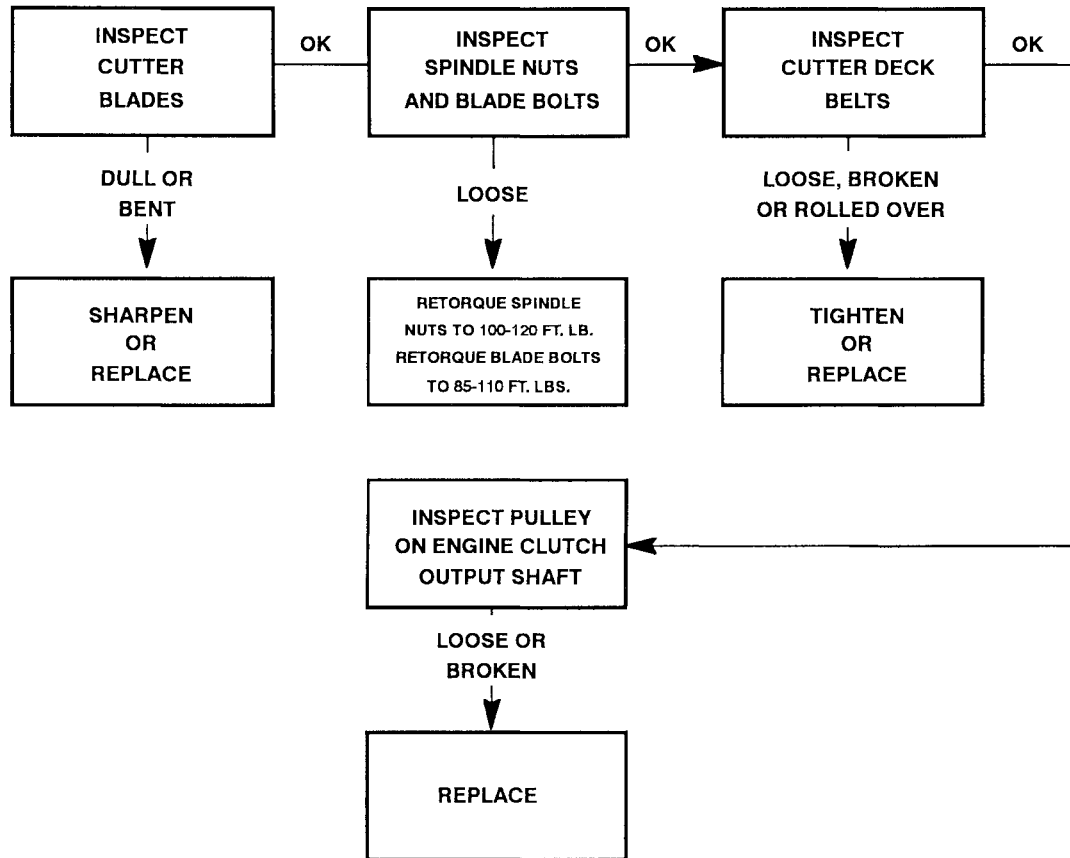 INSPECT
CUTTER
BLADES
OK
INSPECT
SPINDLE NUTS
AND BLADE BOLTS
OK
INSPECT
CUTTER DECK
BELTS
OK
DULL OR
BENT
LOOSE
LOOSE, BROKEN
OR ROLLED OVER
SHARPEN
OR
REPLACE
RETORQUE SPINDLE
NUTS TO 100-120 FT. LB.
RETORQUE BLADE BOLTS
TO 85-110 FT. LBS.
TIGHTEN
OR
REPLACE
INSPECT PULLEY
ON ENGINE CLUTCH
OUTPUT SHAFT
LOOSE OR
BROKEN
REPLACE